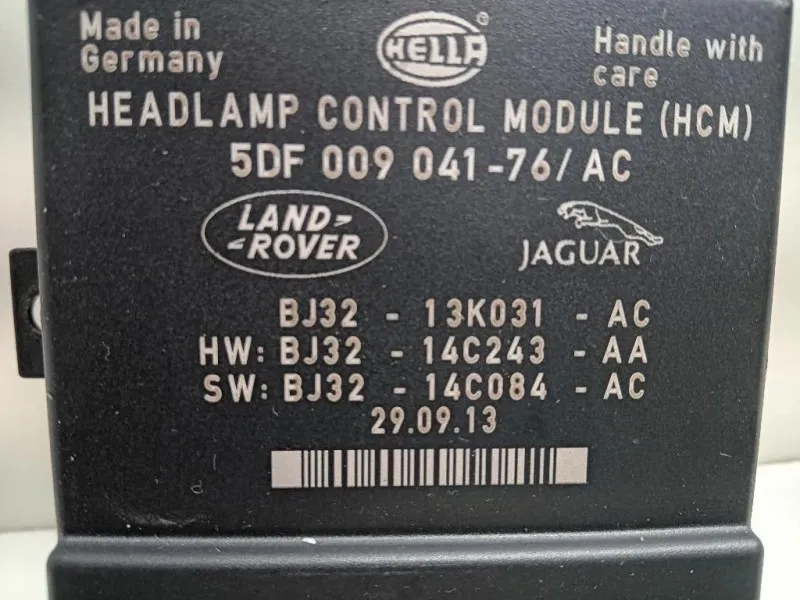 Made in
Germany
HELLA
®
Handle with
care
HEADLAMP CONTROL MODULE (HCM)
5DF 009 041-76/AC
LAND-
-ROVER
JAGUAR
BJ32 - 13K031 - AC
HW: BJ32 - 14C243 - AA
SW: BJ32 - 14C084 - AC
29.09.13